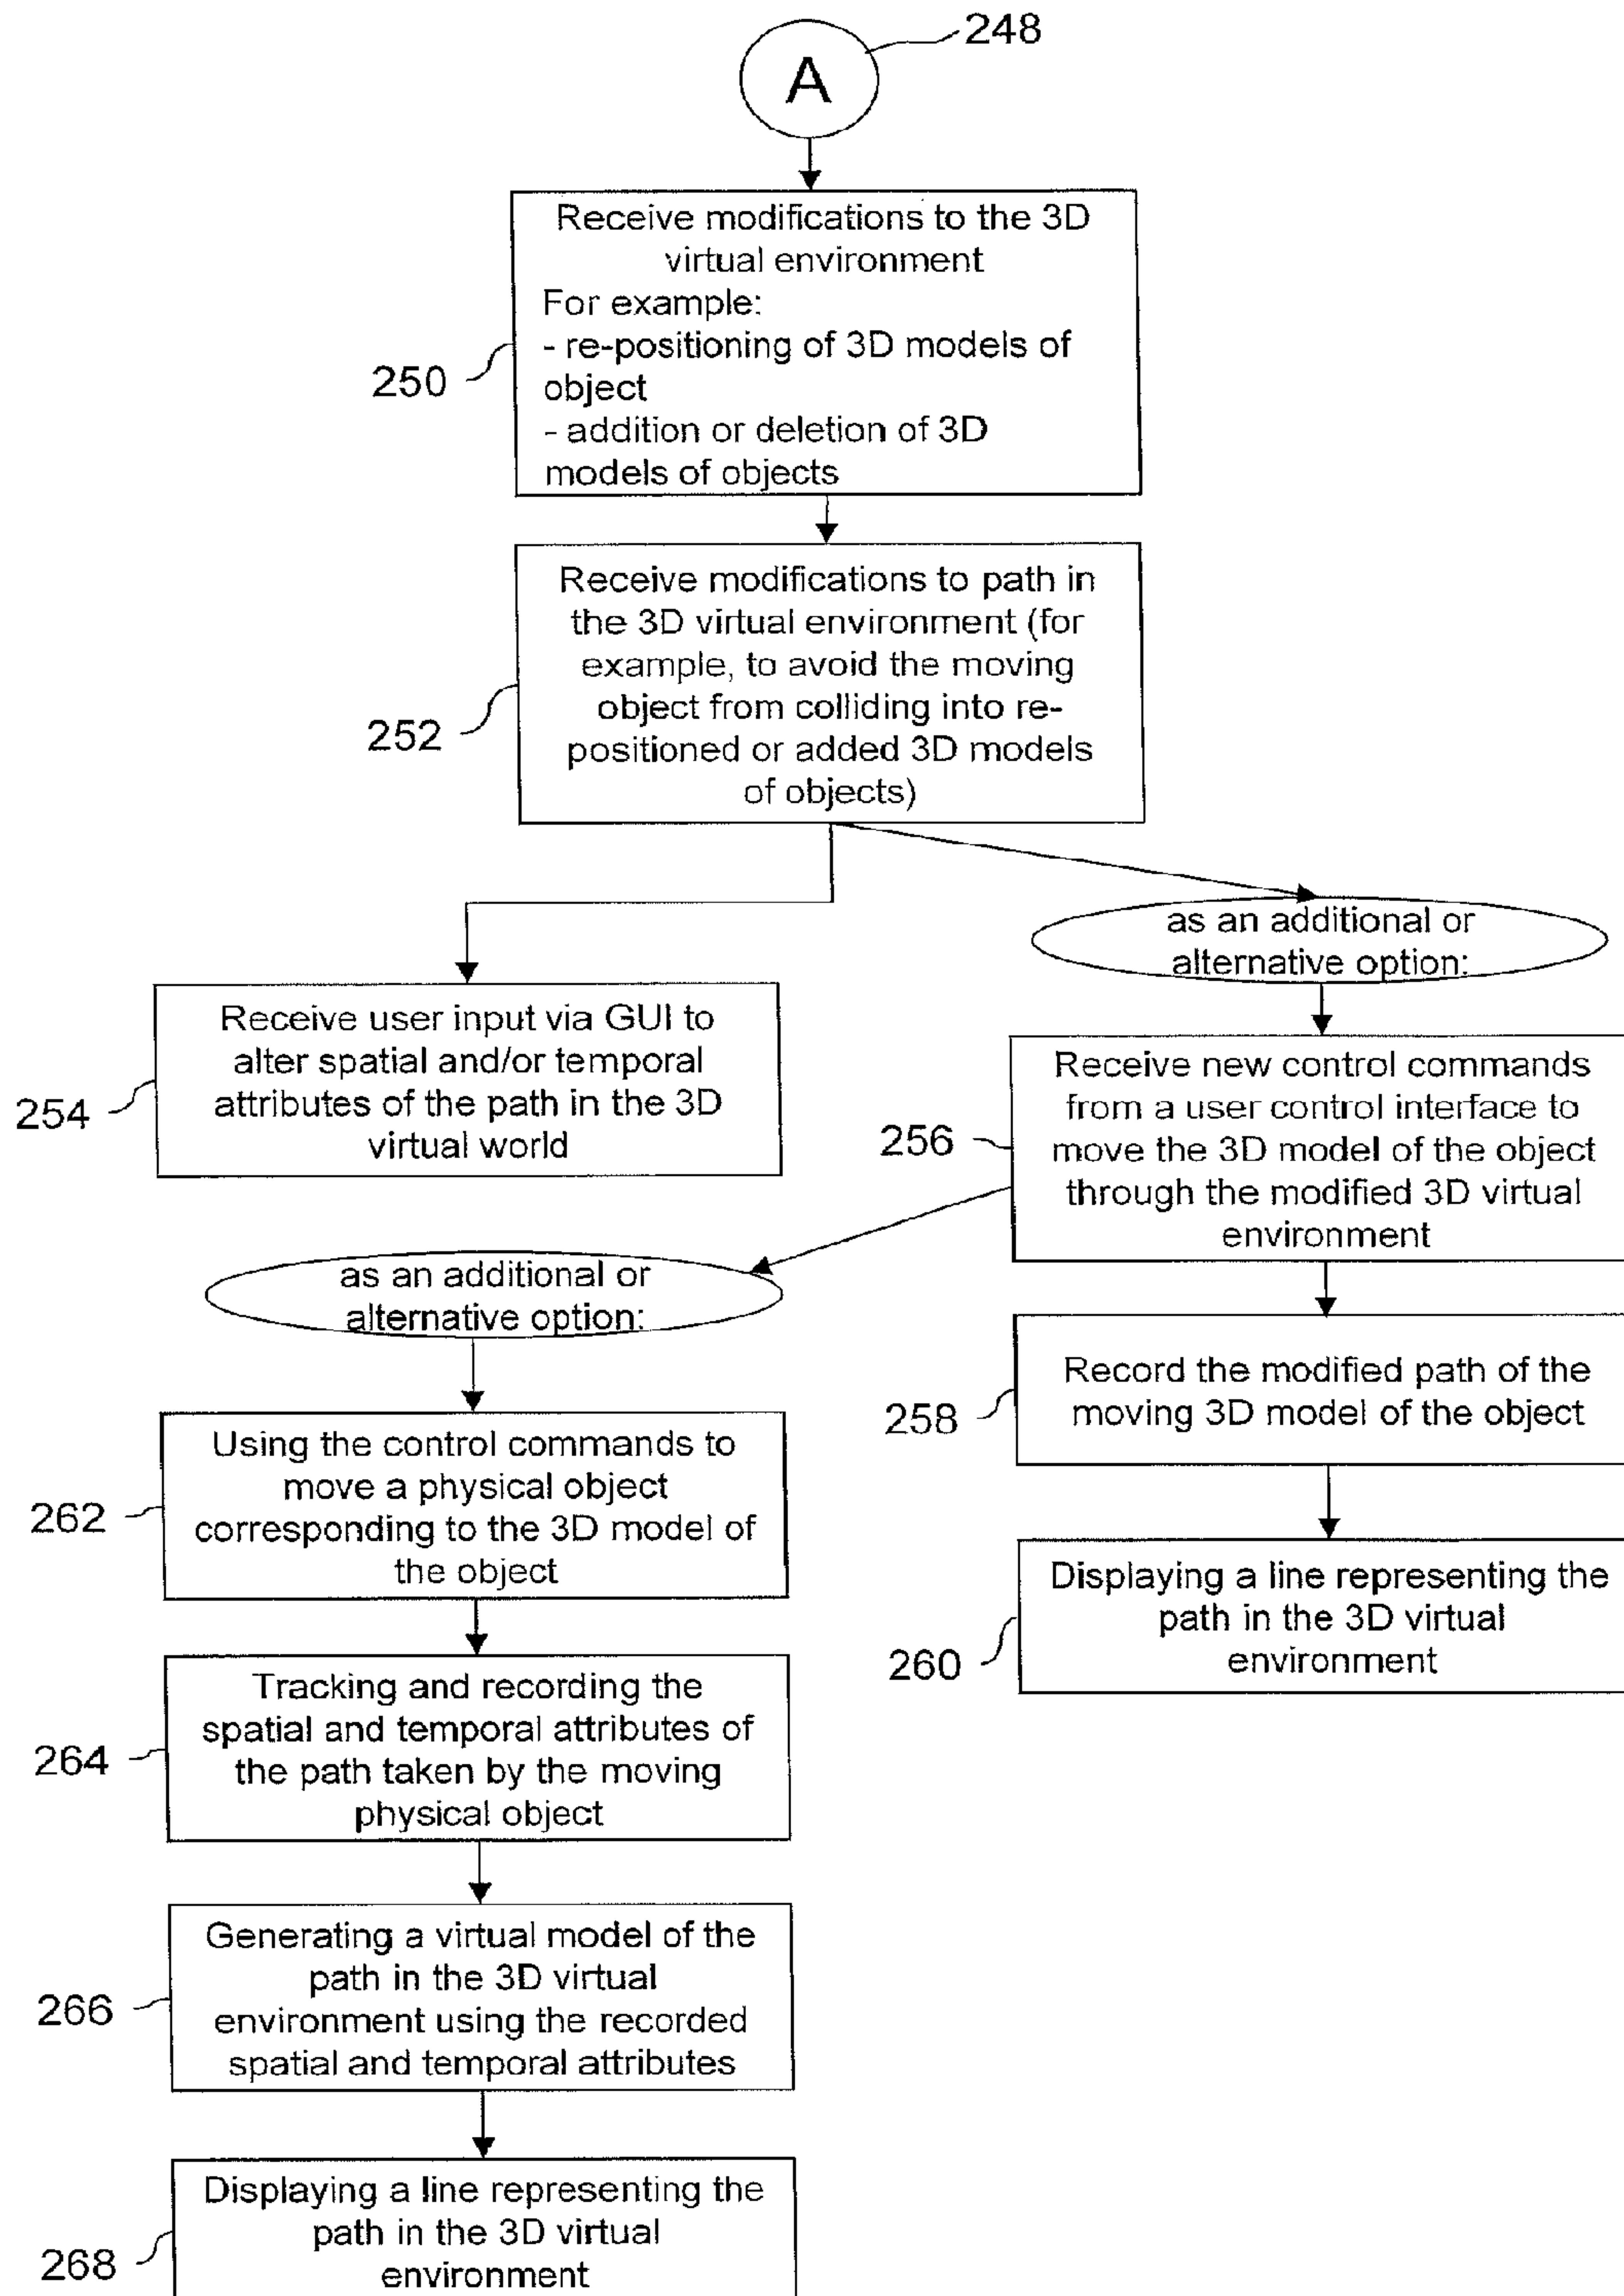 248
A
Receive modifications to the 3D
virtual environment
For example:
- re-positioning of 3D models of
object
- addition or deletion of 3D
models of objects
250
Receive modifications to path in
the 3D virtual environment (for
example, to avoid the moving
object from colliding into re-
positioned or added 3D models
of objects)
252
as an additional or
alternative option:
Receive user input via GUI to
alter spatial and/or temporal
attributes of the path in the 3D
virtual world
254
Receive new control commands
from a user control interface to
move the 3D model of the object
through the modified 3D virtual
environment
256
as an additional or
alternative option:
Record the modified path of the
moving 3D model of the object
258
Using the control commands to
move a physical object
corresponding to the 3D model of
the object
262
Displaying a line representing the
path in the 3D virtual
environment
260
Tracking and recording the
spatial and temporal attributes of
the path taken by the moving
physical object
264
Generating a virtual model of the
path in the 3D virtual
environment using the recorded
spatial and temporal attributes
266
Displaying a line representing the
path in the 3D virtual
environment
268